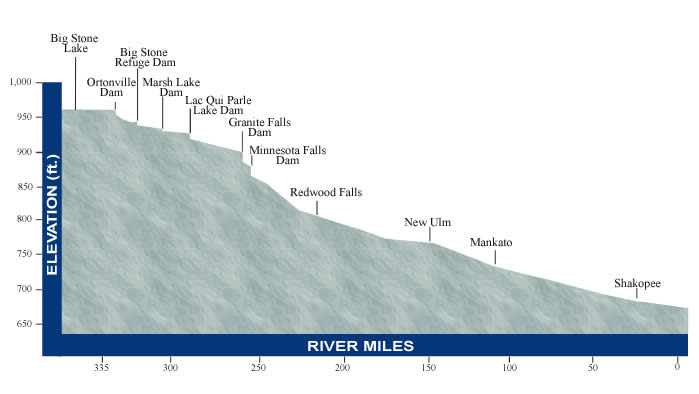 Big Stone
Lake
Big Stone
Refuge Dam
Ortonville
Dam
Marsh Lake
Dam
Lac Qui Parle
Lake Dam
Granite Falls
Dam
Minnesota Falls
Dam
Redwood Falls
New Ulm
Mankato
Shakopee
1,000
950
900
850
800
750
700
650
ELEVATION (ft.)
RIVER MILES
335 300 250 200 150 100 50 0